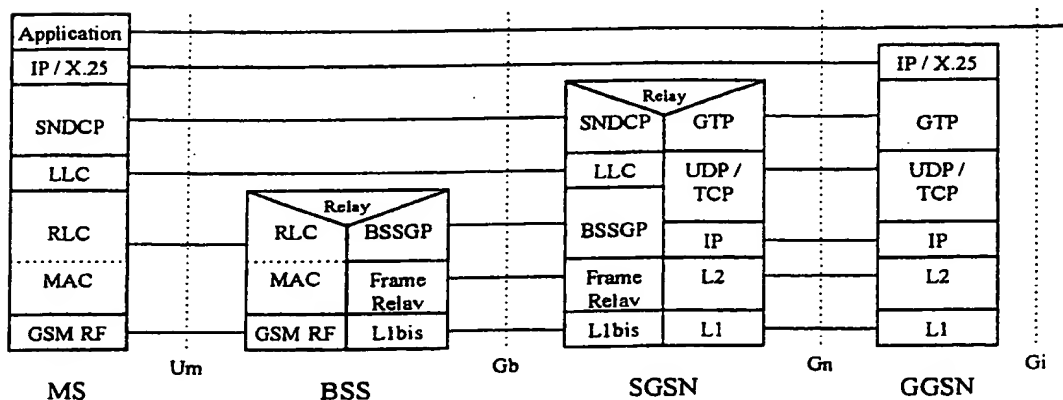 Application
IP / X.25
IP / X.25
Relay
SNDCP
SNDCP
GTP
GTP
LLC
LLC
UDP /
TCP
UDP /
TCP
Relay
RLC
RLC
BSSGP
BSSGP
IP
IP
MAC
MAC
Frame
Relay
Frame
Relay
L2
L2
GSM RF
GSM RF
L1bis
L1bis
L1
L1
Um
Gb
Gn
Gi
MS
BSS
SGSN
GGSN